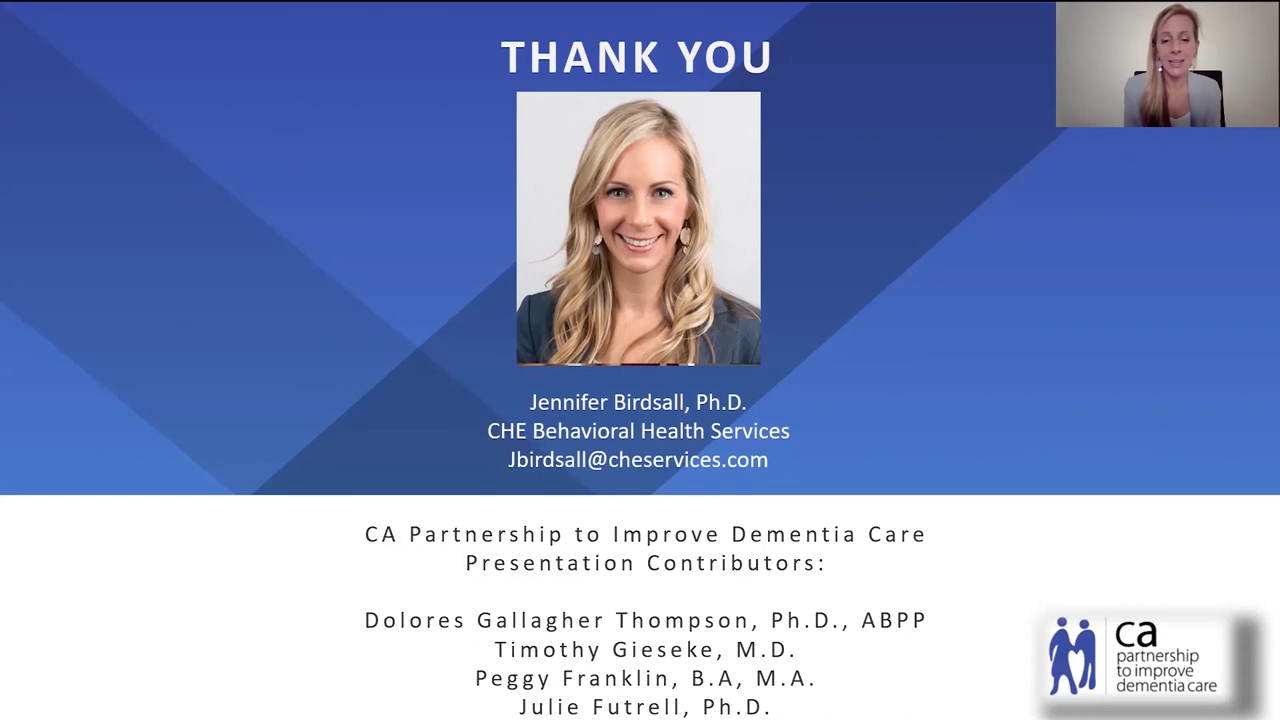 THANK YOU
Jennifer Birdsall, Ph.D.
CHE Behavioral Health Services
Jbirdsall@cheservices.com
CA Partnership to Improve Dementia Care
Presentation Contributors:
Dolores Gallagher Thompson, Ph.D., ABPP
Timothy Gieseke, M.D.
Peggy Franklin, B.A, M.A.
Julie Futrell, Ph.D.
ca
partnership
to improve
dementia care